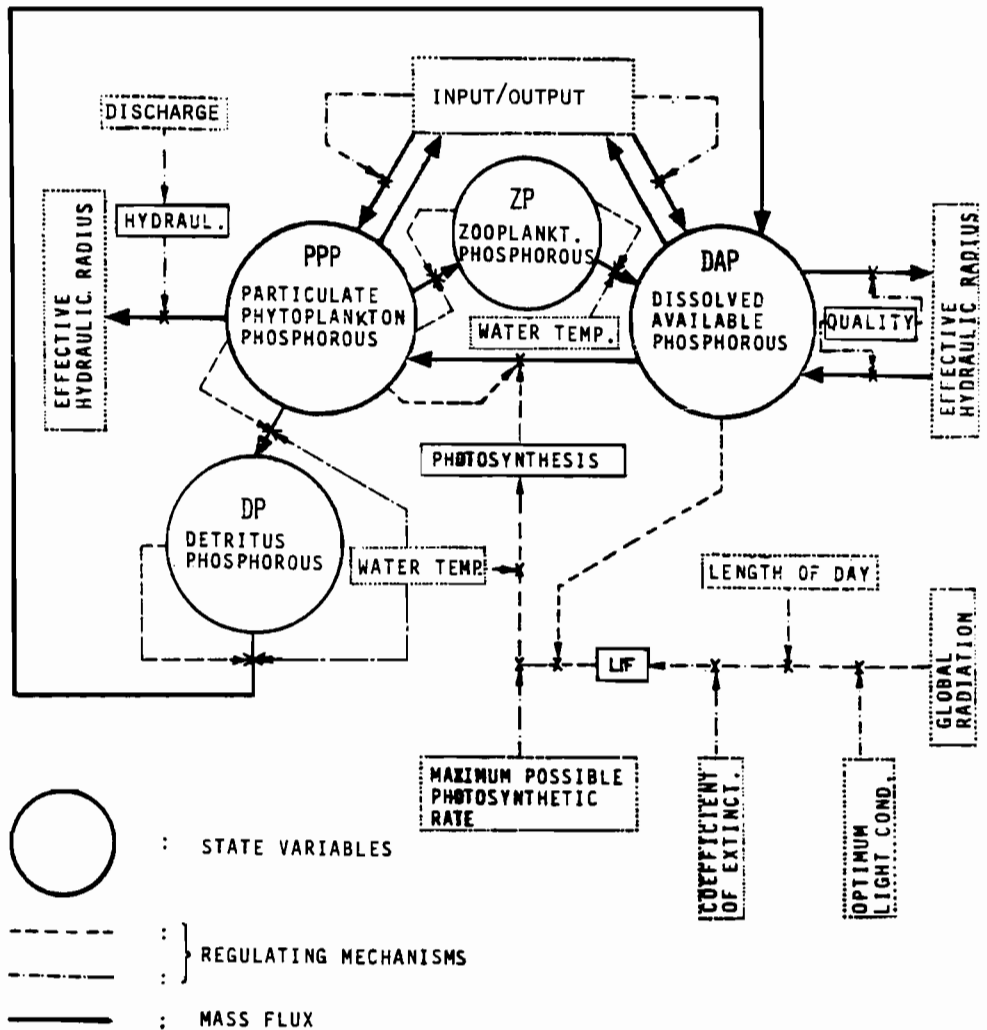 INPUT/OUTPUT
DISCHARGE
HYDRAUL.
EFFECTIVE
HYDRAULIC RADIUS
ZP
ZOOPLANKT.
PHOSPHOROUS
PPP
PARTICULATE
PHYTOPLANKTON
PHOSPHOROUS
DAP
DISSOLVED
AVAILABLE
PHOSPHOROUS
QUALITY
EFFECTIVE
HYDRAULIC RADIUS
WATER TEMP.
PHOTOSYNTHESIS
DP
DETRITUS
PHOSPHOROUS
WATER TEMP.
LENGTH OF DAY
LIF
GLOBAL
RADIATION
MAXIMUM POSSIBLE
PHOTOSYNTHETIC
RATE
COEFFICIENT
OF EXTINCT.
OPTIMUM
LIGHT COND.
: STATE VARIABLES
:
} REGULATING MECHANISMS
:
: MASS FLUX